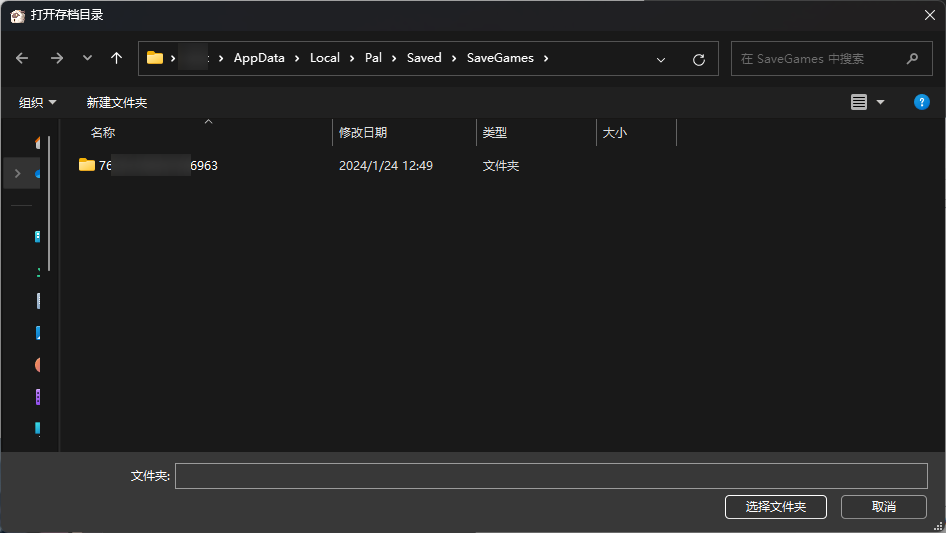 打开存档目录
› › AppData › Local › Pal › Saved › SaveGames ›
在 SaveGames 中搜索
组织 新建文件夹
名称 修改日期 类型 大小
76 6963 2024/1/24 12:49 文件夹
文件夹:
选择文件夹 取消